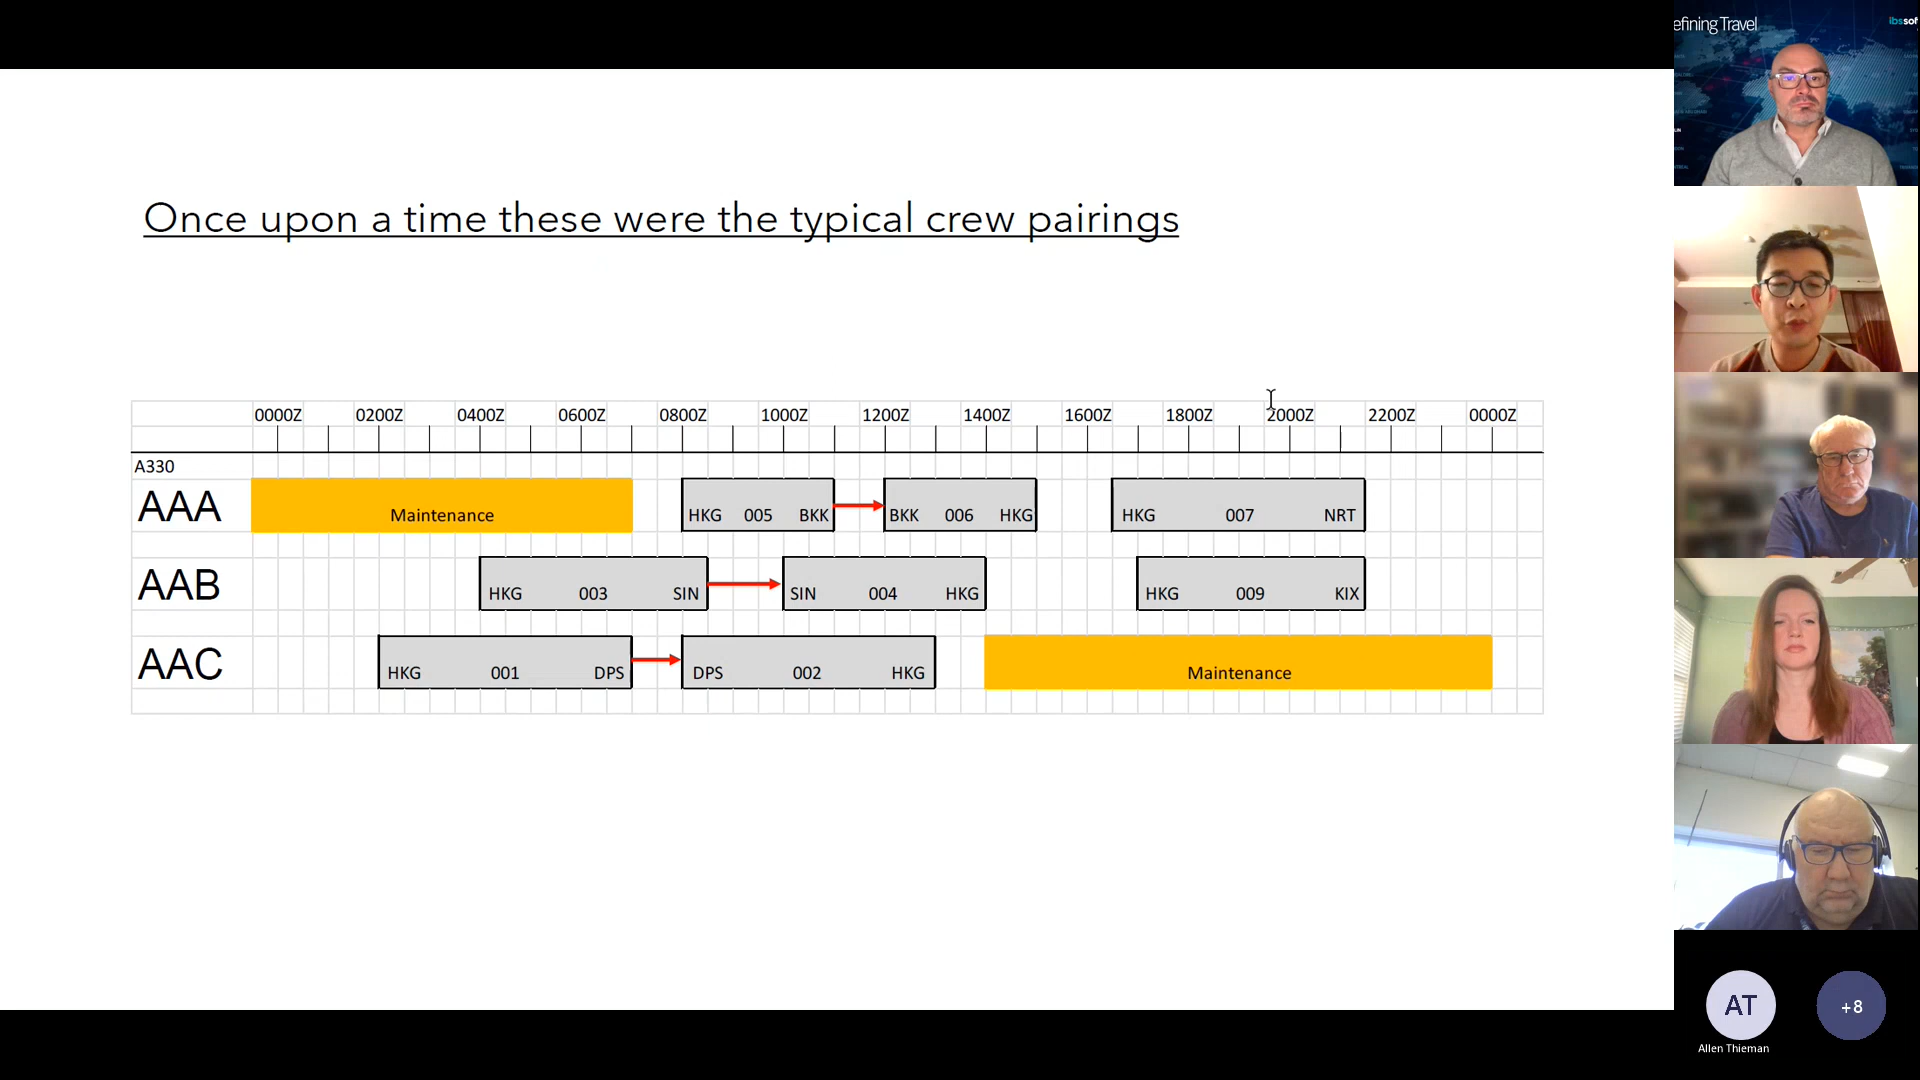 Once upon a time these were the typical crew pairings
0000Z 0200Z 0400Z 0600Z 0800Z 1000Z 1200Z 1400Z 1600Z 1800Z 2000Z 2200Z 0000Z
A330
AAA Maintenance HKG 005 BKK BKK 006 HKG HKG 007 NRT
AAB HKG 003 SIN SIN 004 HKG HKG 009 KIX
AAC HKG 001 DPS DPS 002 HKG Maintenance
efining Travel
ibssof
AT
+8
Allen Thieman